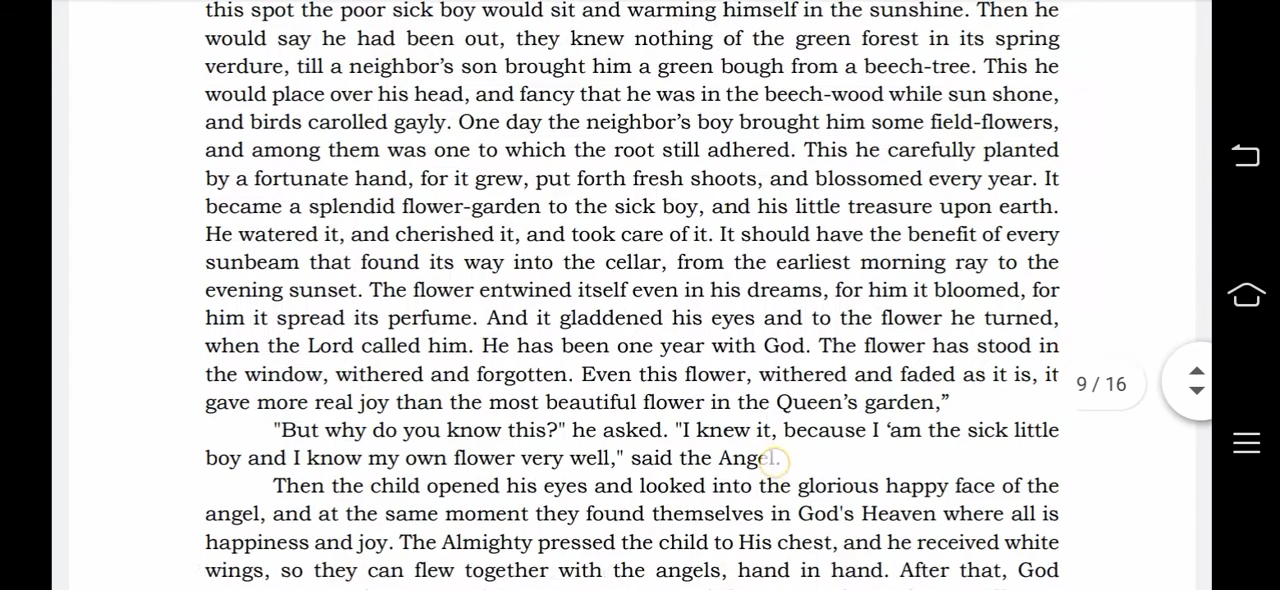 this spot the poor sick boy would sit and warming himself in the sunshine. Then he
would say he had been out, they knew nothing of the green forest in its spring
verdure, till a neighbor’s son brought him a green bough from a beech-tree. This he
would place over his head, and fancy that he was in the beech-wood while sun shone,
and birds carolled gayly. One day the neighbor’s boy brought him some field-flowers,
and among them was one to which the root still adhered. This he carefully planted
by a fortunate hand, for it grew, put forth fresh shoots, and blossomed every year. It
became a splendid flower-garden to the sick boy, and his little treasure upon earth.
He watered it, and cherished it, and took care of it. It should have the benefit of every
sunbeam that found its way into the cellar, from the earliest morning ray to the
evening sunset. The flower entwined itself even in his dreams, for him it bloomed, for
him it spread its perfume. And it gladdened his eyes and to the flower he turned,
when the Lord called him. He has been one year with God. The flower has stood in
the window, withered and forgotten. Even this flower, withered and faded as it is, it
gave more real joy than the most beautiful flower in the Queen’s garden,”
9 / 16
"But why do you know this?" he asked. "I knew it, because I ‘am the sick little
boy and I know my own flower very well," said the Angel.
Then the child opened his eyes and looked into the glorious happy face of the
angel, and at the same moment they found themselves in God's Heaven where all is
happiness and joy. The Almighty pressed the child to His chest, and he received white
wings, so they can flew together with the angels, hand in hand. After that, God